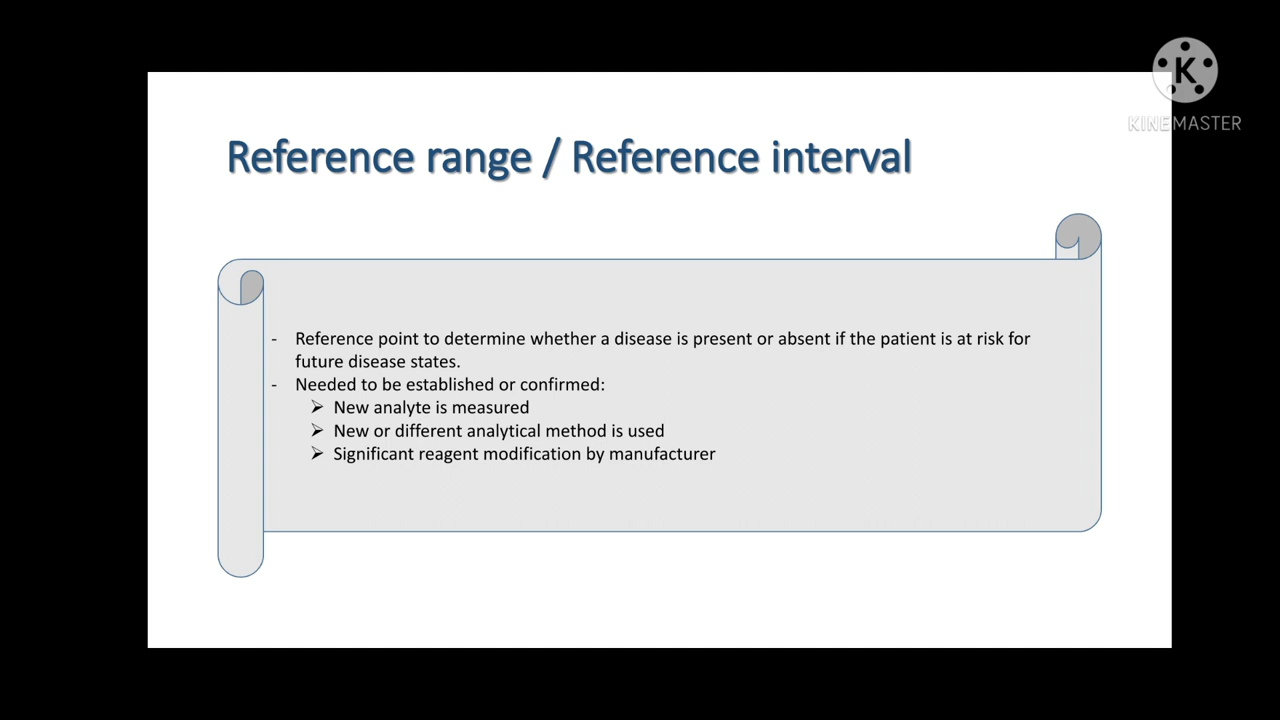 K
KINEMASTER
Reference range / Reference interval
- Reference point to determine whether a disease is present or absent if the patient is at risk for
future disease states.
- Needed to be established or confirmed:
➢ New analyte is measured
➢ New or different analytical method is used
➢ Significant reagent modification by manufacturer